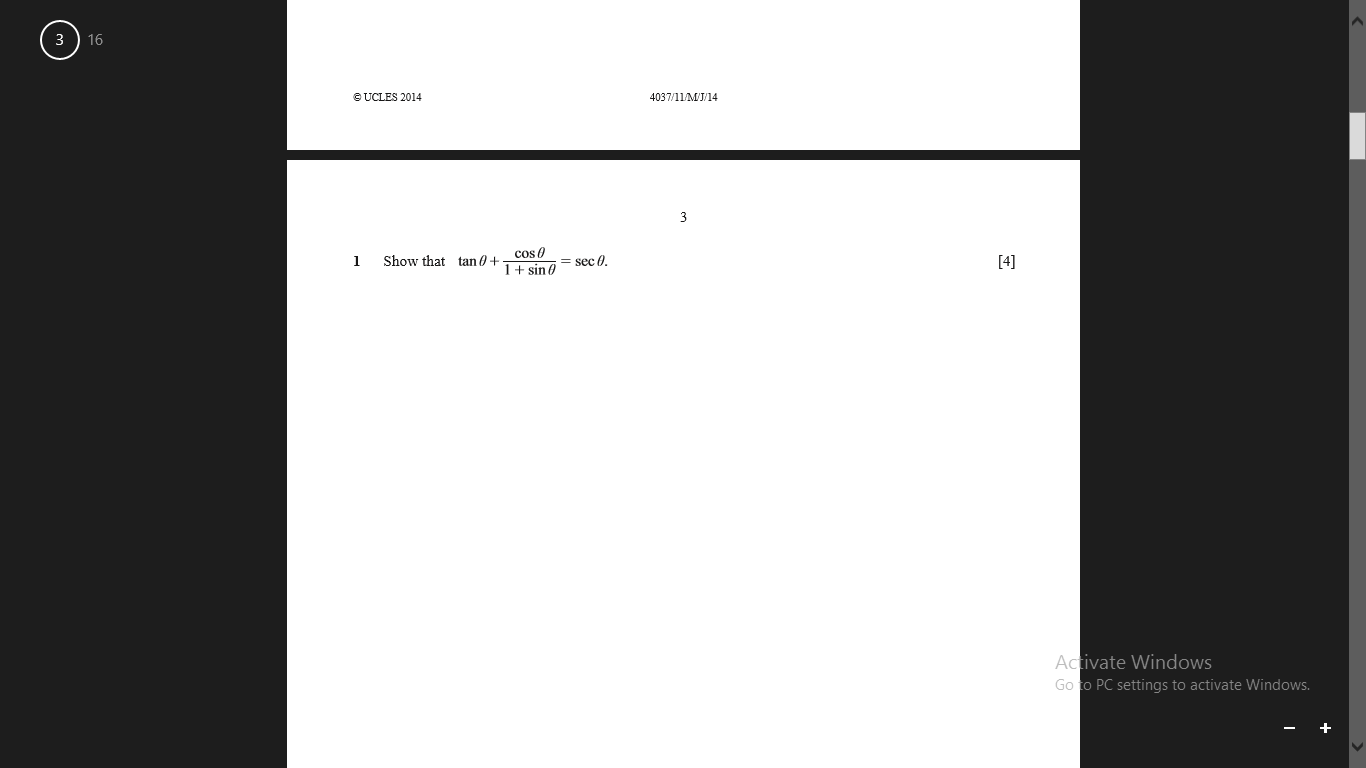 3 16
© UCLES 2014 4037/11/M/J/14
3
1 Show that tan θ + cos θ / 1 + sin θ = sec θ. [4]
Activate Windows
Go to PC settings to activate Windows.